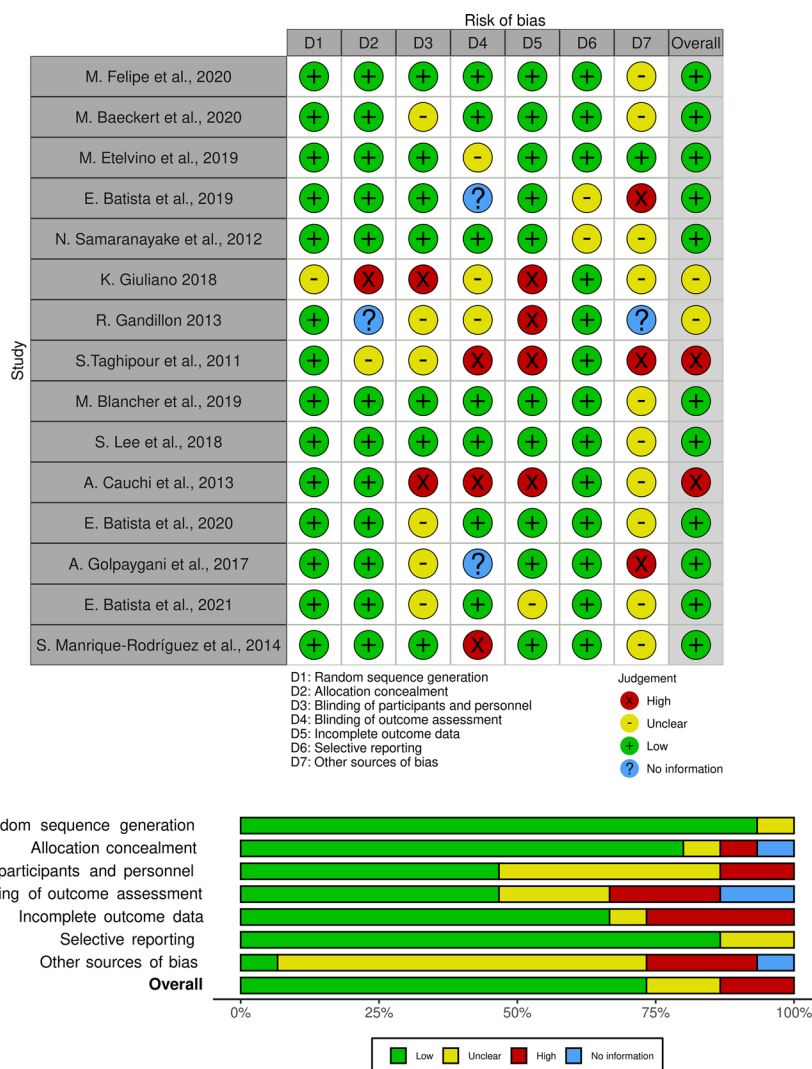 Risk of bias
D1 D2 D3 D4 D5 D6 D7 Overall
Study
M. Felipe et al., 2020 + + + + + + - +
M. Baeckert et al., 2020 + + - + + + - +
M. Etelvino et al., 2019 + + + - + + + +
E. Batista et al., 2019 + + + ? + - X +
N. Samaranayake et al., 2012 + + + + + - - +
K. Giuliano 2018 - X X - X + - -
R. Gandillon 2013 + ? - - X + ? -
S.Taghipour et al., 2011 + - - X X + X X
M. Blancher et al., 2019 + + + + + + - +
S. Lee et al., 2018 + + + + + + - +
A. Cauchi et al., 2013 + + X X X + - X
E. Batista et al., 2020 + + - + + + - +
A. Golpaygani et al., 2017 + + - ? + + X +
E. Batista et al., 2021 + + - + - + - +
S. Manrique-Rodríguez et al., 2014 + + + X + + - +
D1: Random sequence generation
D2: Allocation concealment
D3: Blinding of participants and personnel
D4: Blinding of outcome assessment
D5: Incomplete outcome data
D6: Selective reporting
D7: Other sources of bias
Judgement
X High
- Unclear
+ Low
? No information
dom sequence generation
Allocation concealment
participants and personnel
ing of outcome assessment
Incomplete outcome data
Selective reporting
Other sources of bias
Overall
0% 25% 50% 75% 100%
Low Unclear High No information